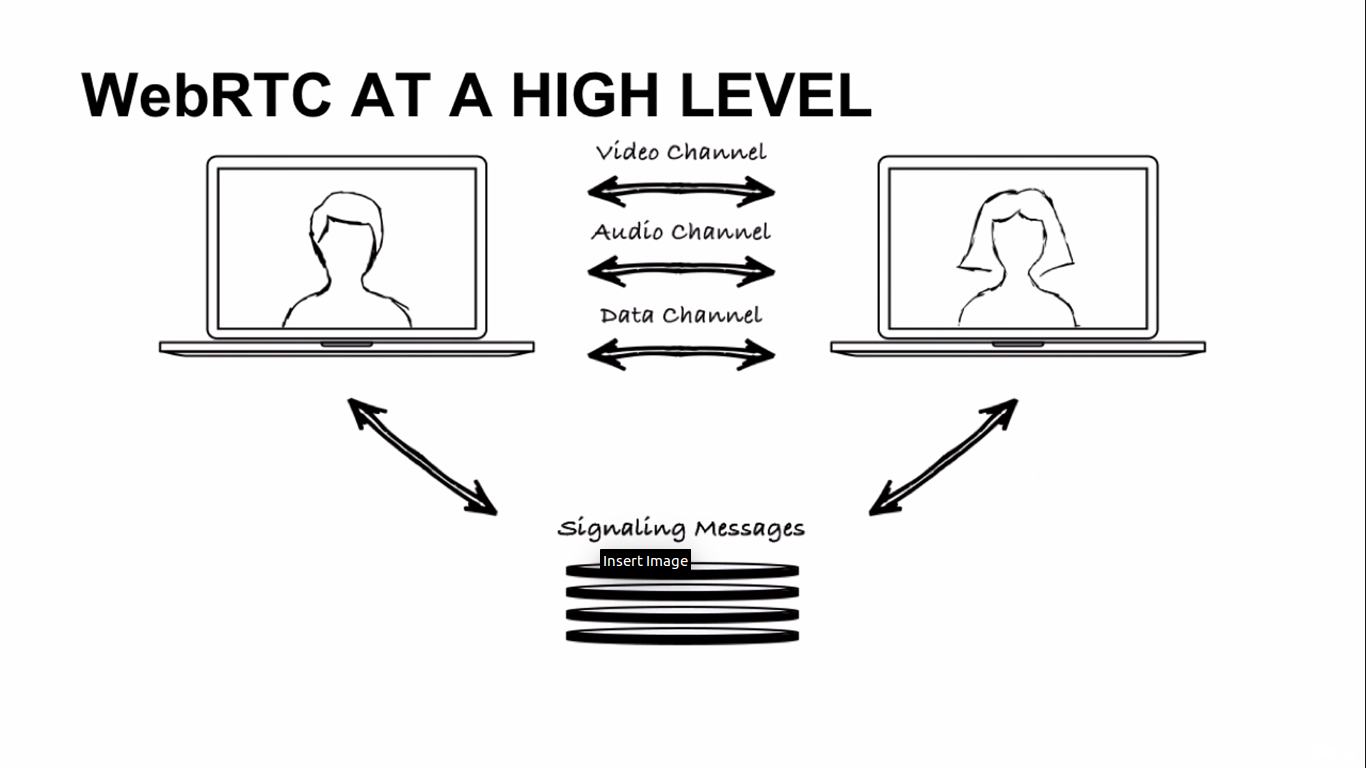 WebRTC AT A HIGH LEVEL
Video Channel
Audio Channel
Data Channel
Signaling Messages
Insert Image